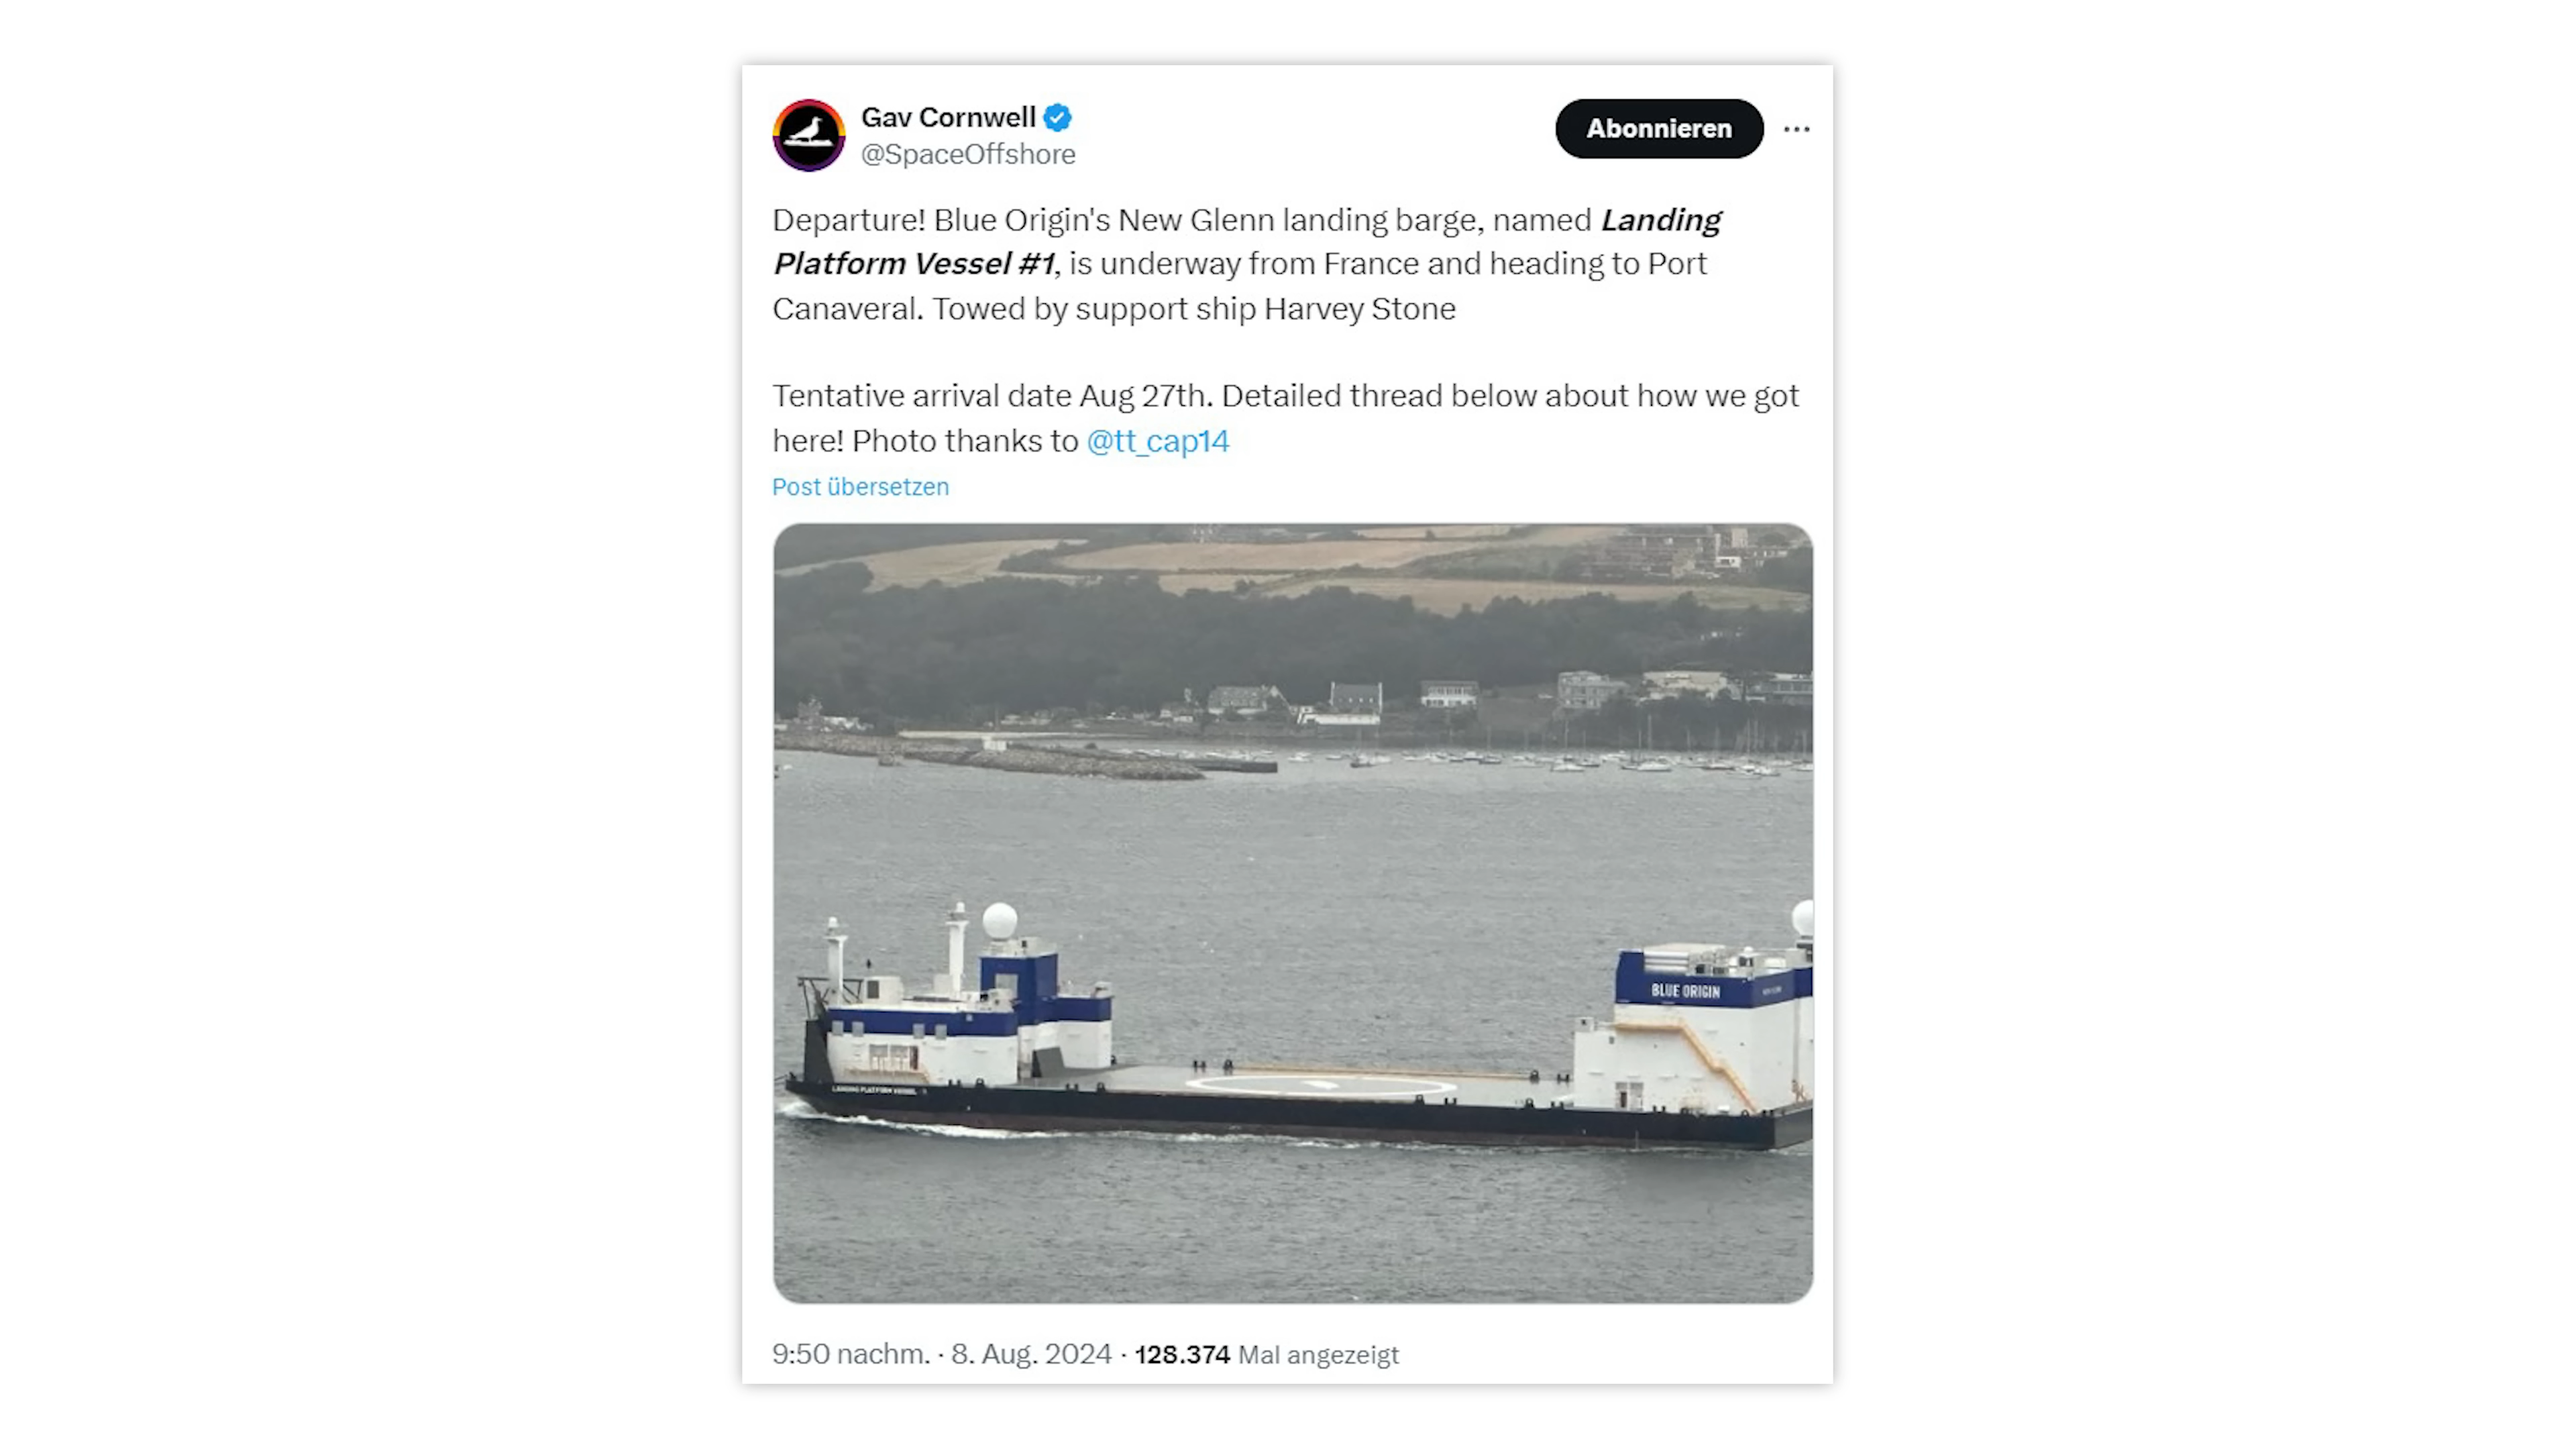 Gav Cornwell
@SpaceOffshore
Abonnieren
Departure! Blue Origin's New Glenn landing barge, named Landing
Platform Vessel #1, is underway from France and heading to Port
Canaveral. Towed by support ship Harvey Stone
Tentative arrival date Aug 27th. Detailed thread below about how we got
here! Photo thanks to @tt_cap14
Post übersetzen
BLUE ORIGIN
LANDING PLATFORM VESSEL
9:50 nachm. · 8. Aug. 2024 · 128.374 Mal angezeigt